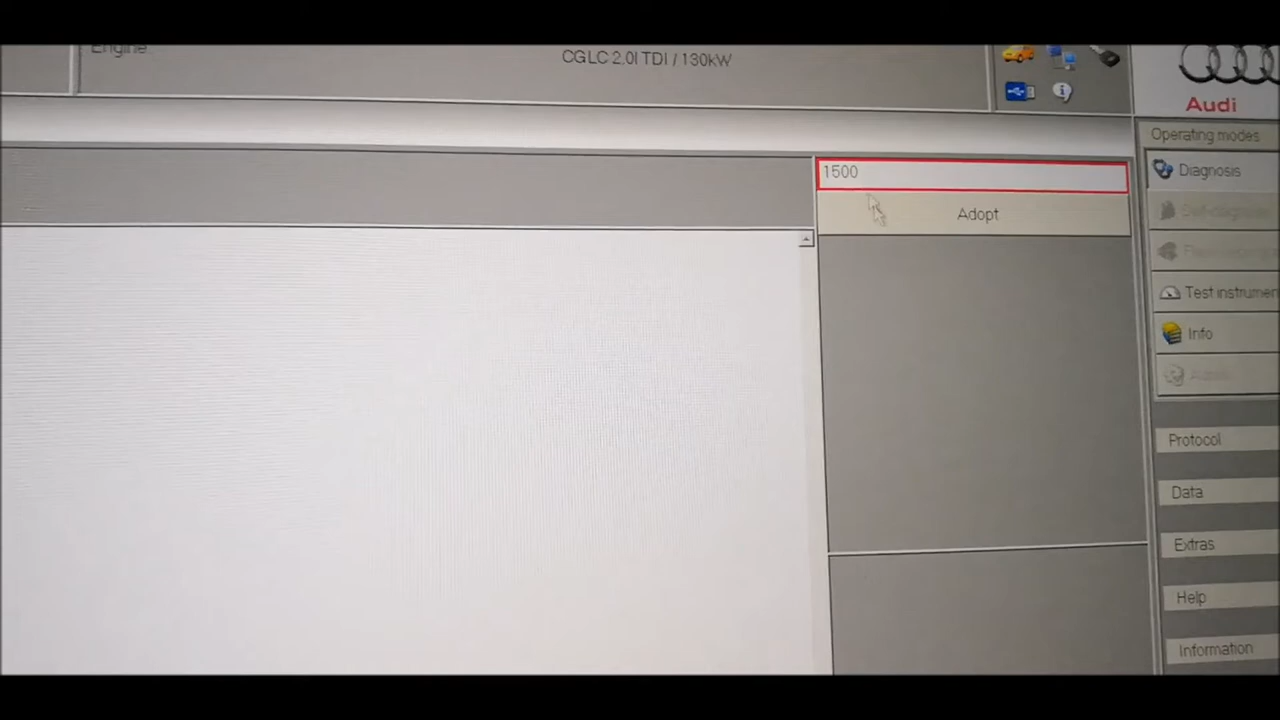 Engine:
CGLC 2.0l TDI / 130kW
Audi
Operating modes
1500
Adopt
Diagnosis
Test instrumen
Info
Protocol
Data
Extras
Help
Information